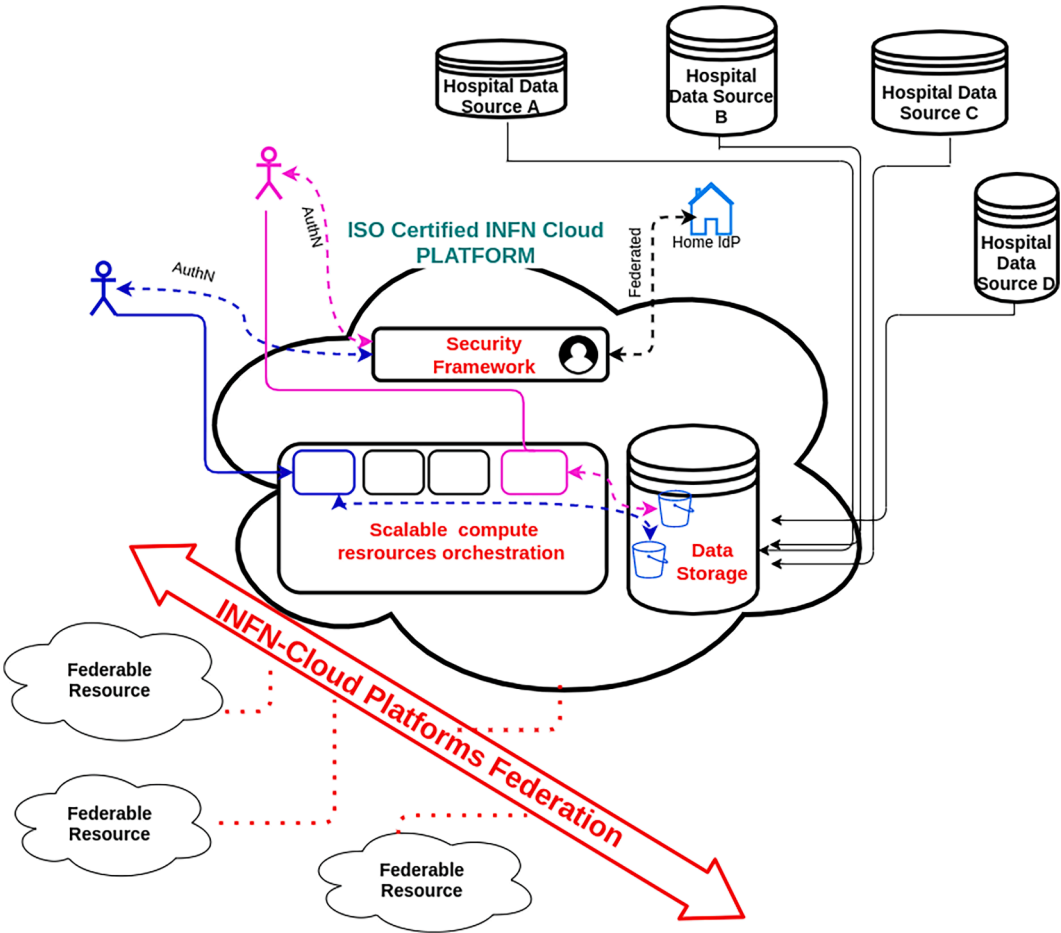 Hospital Data
Source A
Hospital
Data Source
B
Hospital Data
Source C
Hospital
Data
Source D
AuthN
AuthN
ISO Certified INFN Cloud
PLATFORM
Federated
Home IdP
Security
Framework
Scalable compute
resrources orchestration
Data
Storage
INFN-Cloud Platforms Federation
Federable
Resource
Federable
Resource
Federable
Resource